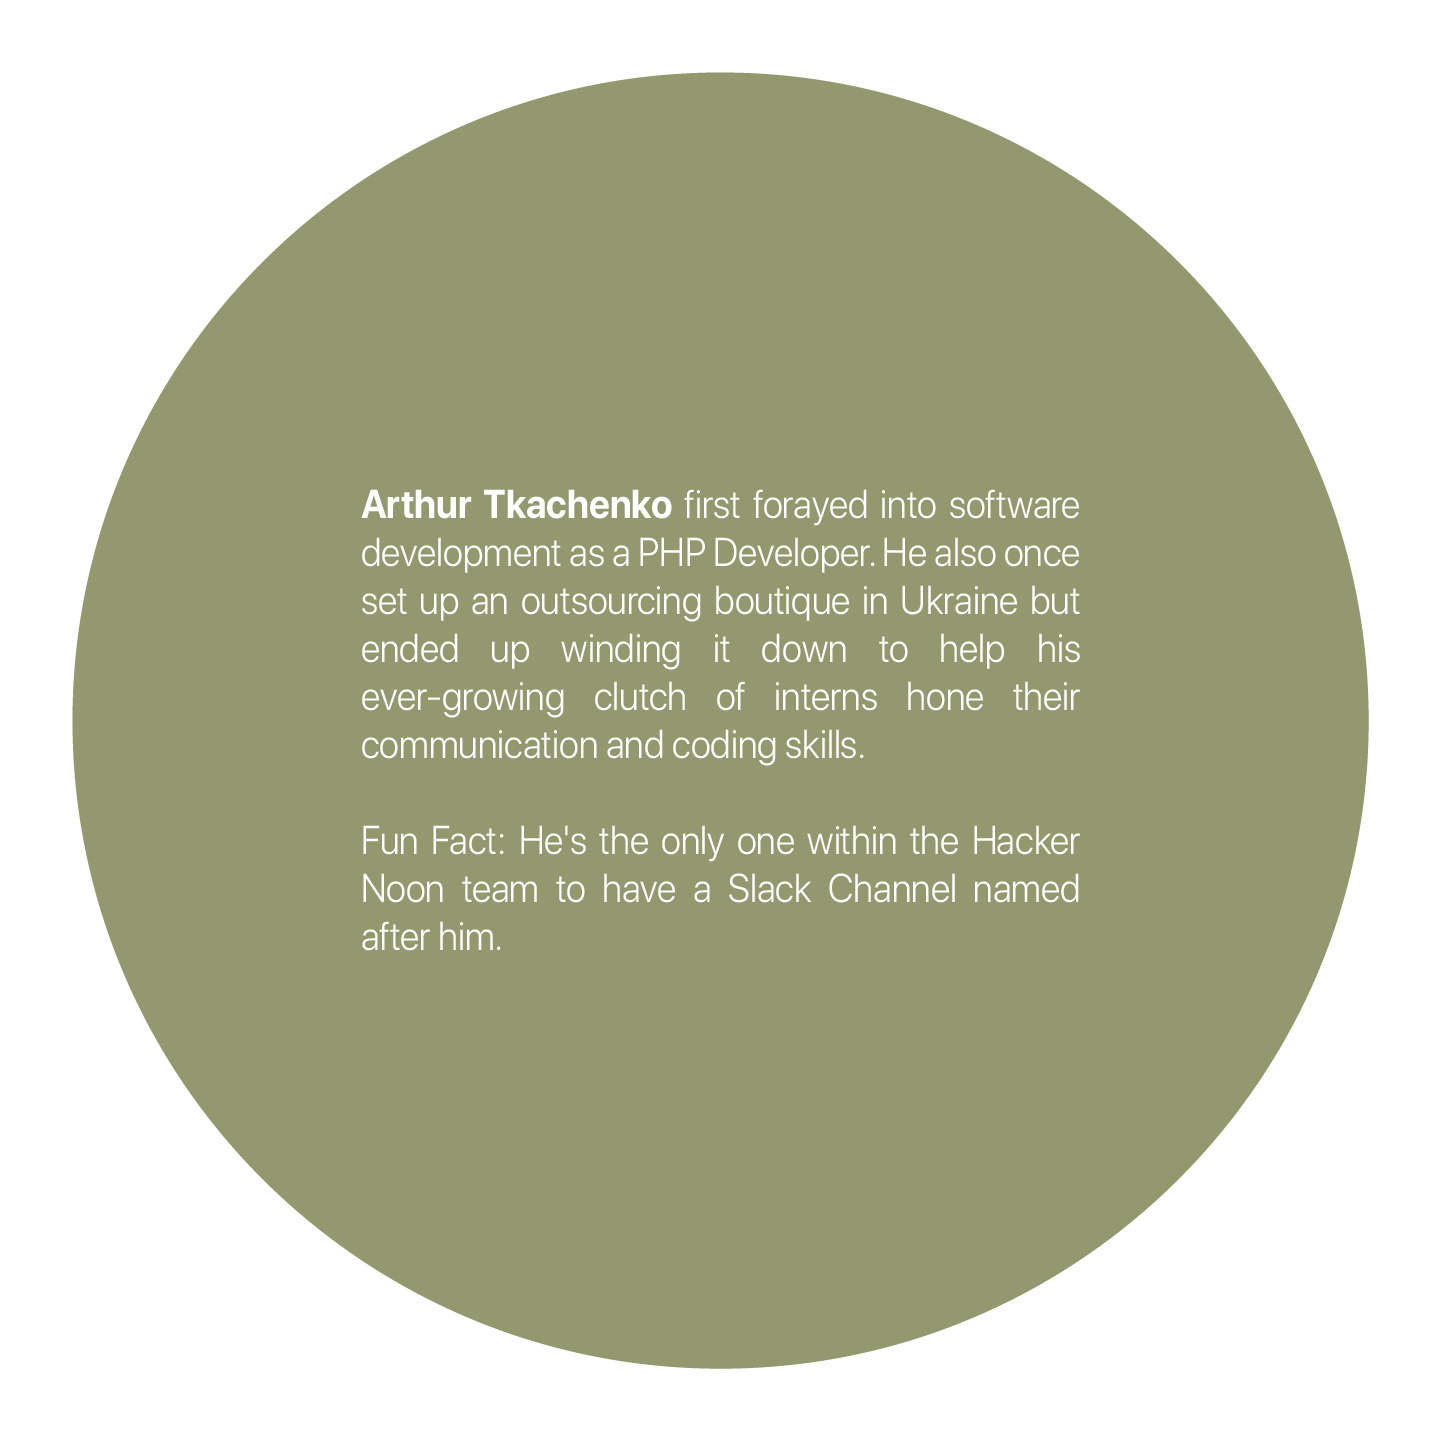 Arthur Tkachenko first forayed into software
development as a PHP Developer. He also once
set up an outsourcing boutique in Ukraine but
ended up winding it down to help his
ever-growing clutch of interns hone their
communication and coding skills.
Fun Fact: He's the only one within the Hacker
Noon team to have a Slack Channel named
after him.